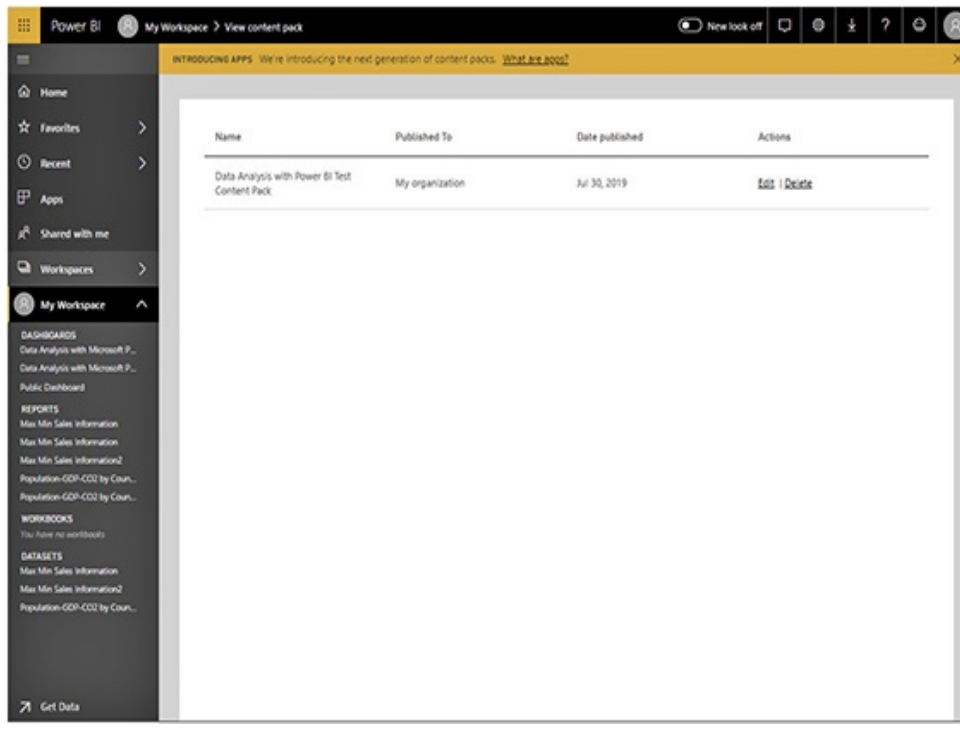 Power BI
My Workspace > View content pack
New look off
?
INTRODUCING APPS We're introducing the next generation of content packs. What are apps?
Home
Favorites
Recent
Apps
Shared with me
Workspaces
My Workspace
DASHBOARDS
Data Analysis with Microsoft P...
Data Analysis with Microsoft P...
Public Dashboard
REPORTS
Max Min Sales Information
Max Min Sales Information
Max Min Sales Information2
Population-GDP-CO2 by Coun...
Population-GDP-CO2 by Coun...
WORKBOOKS
You have no workbooks
DATASETS
Max Min Sales Information
Max Min Sales Information2
Population-GDP-CO2 by Coun...
Get Data
Name Published To Date published Actions
Data Analysis with Power BI Test
Content Pack
My organization Jul 30, 2019 Edit | Delete